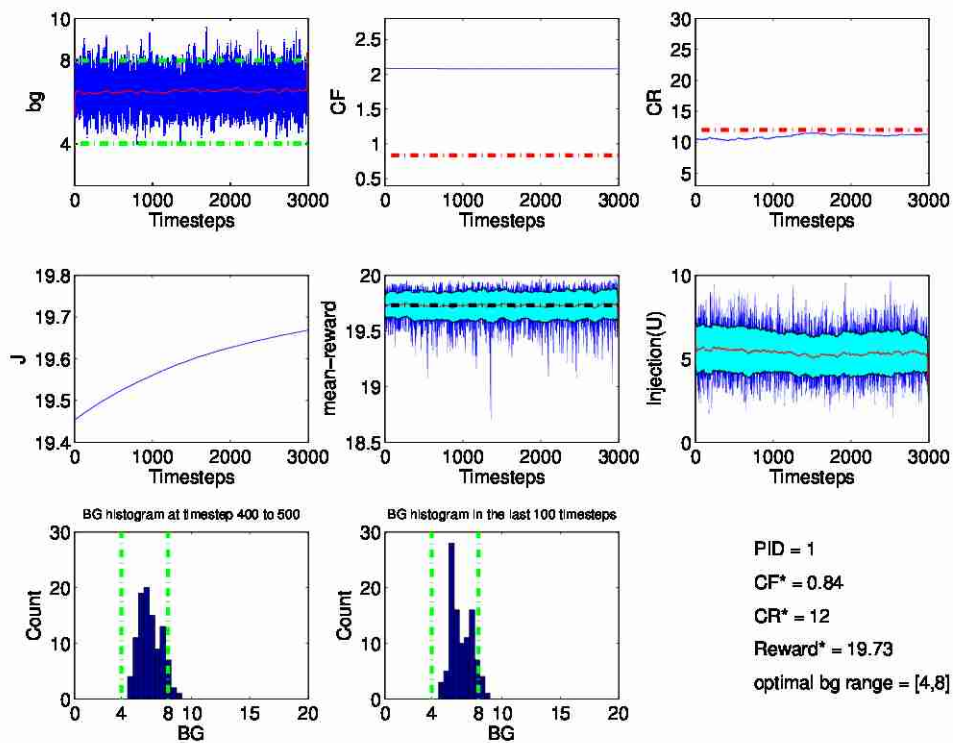 10
8
4
bg
0 1000 2000 3000
Timesteps
2.5
2
1.5
1
0.5
CF
0 1000 2000 3000
Timesteps
30
25
20
15
10
5
CR
0 1000 2000 3000
Timesteps
19.8
19.7
19.6
19.5
19.4
J
0 1000 2000 3000
Timesteps
20
19.5
19
18.5
mean-reward
0 1000 2000 3000
Timesteps
10
5
0
Injection(U)
0 1000 2000 3000
Timesteps
BG histogram at timestep 400 to 500
30
20
10
0
Count
0 4 8 15 20
BG
BG histogram in the last 100 timesteps
30
20
10
0
Count
0 4 8 15 20
BG
PID = 1
CF* = 0.84
CR* = 12
Reward* = 19.73
optimal bg range = [4,8]